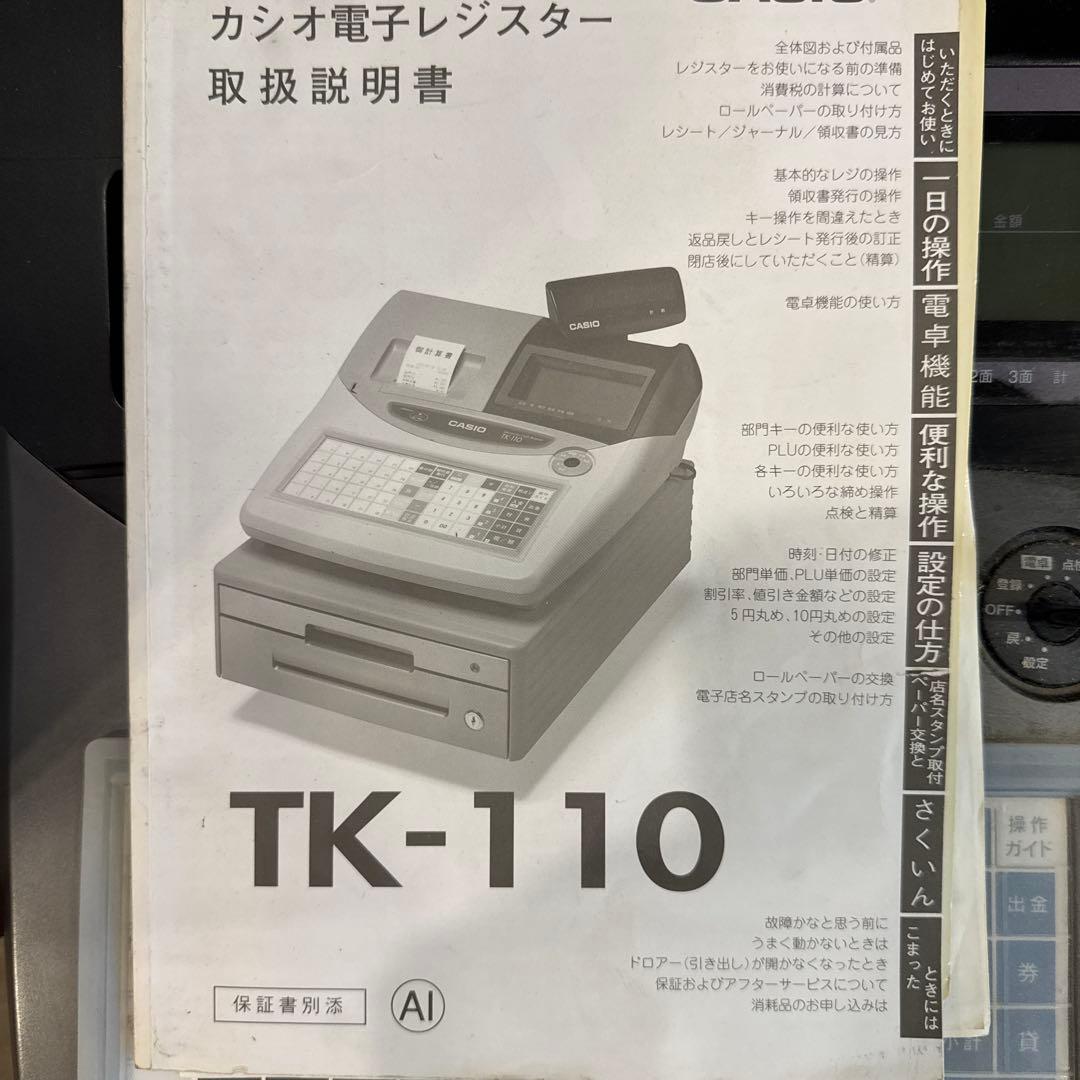 CASIO
カシオ電子レジスター
取扱説明書
全体図および付属品
レジスターをお使いになる前の準備
消費税の計算について
ロールペーパーの取り付け方
レシート／ジャーナル／領収書の見方
はじめてお使い
いただくときに
基本的なレジの操作
領収書発行の操作
キー操作を間違えたとき
返品戻しとレシート発行後の訂正
閉店後にしていただくこと（精算）
一日の操作
電卓機能の使い方
電卓機能
部門キーの便利な使い方
PLUの便利な使い方
各キーの便利な使い方
いろいろな締め操作
点検と精算
便利な操作
時刻・日付の修正
部門単価、PLU単価の設定
割引率、値引き金額などの設定
5円丸め、10円丸めの設定
その他の設定
設定の仕方
ロールペーパーの交換
電子店名スタンプの取り付け方
ペーパー交換と
店名スタンプ取付
さくいん
故障かなと思う前に
うまく動かないときは
ドロアー（引き出し）が開かなくなったとき
保証およびアフターサービスについて
消耗品のお申し込みは
こまった
ときには
CASIO
御計算書
CASIO
TK-110
TK-110
保証書別添
AI
金額
2面 3面 計
電卓
点検
登録
OFF
戻
設定
操作
ガイド
出金
券
小計
貸